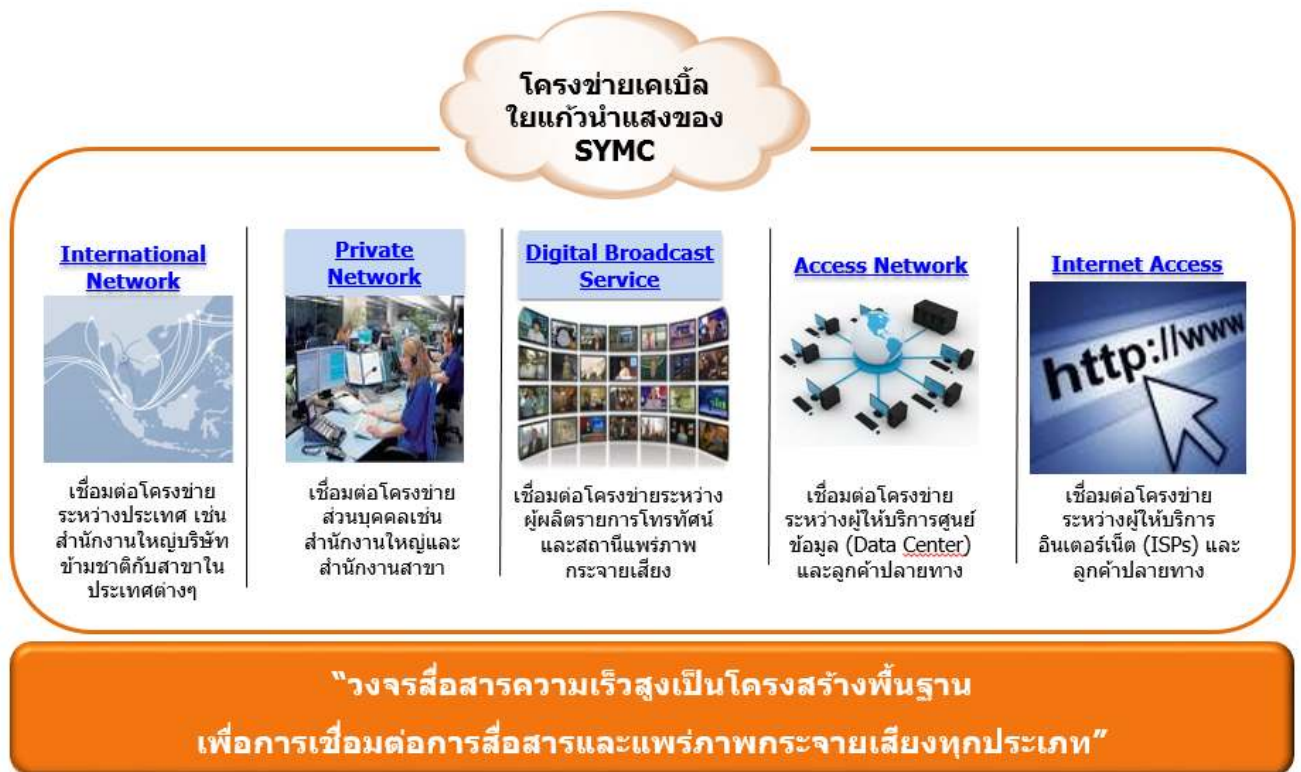 โครงข่ายเคเบิ้ล
ใยแก้วนำแสงของ
SYMC
International
Network
เชื่อมต่อโครงข่าย
ระหว่างประเทศ เช่น
สำนักงานใหญ่บริษัท
ข้ามชาติกับสาขาใน
ประเทศต่างๆ
Private
Network
เชื่อมต่อโครงข่าย
ส่วนบุคคลเช่น
สำนักงานใหญ่และ
สำนักงานสาขา
Digital Broadcast
Service
เชื่อมต่อโครงข่ายระหว่าง
ผู้ผลิตรายการโทรทัศน์
และสถานีแพร่ภาพ
กระจายเสียง
Access Network
เชื่อมต่อโครงข่าย
ระหว่างผู้ให้บริการศูนย์
ข้อมูล (Data Center)
และลูกค้าปลายทาง
Internet Access
http://www
เชื่อมต่อโครงข่าย
ระหว่างผู้ให้บริการ
อินเตอร์เน็ต (ISPs) และ
ลูกค้าปลายทาง
“วงจรสื่อสารความเร็วสูงเป็นโครงสร้างพื้นฐาน
เพื่อการเชื่อมต่อการสื่อสารและแพร่ภาพกระจายเสียงทุกประเภท”